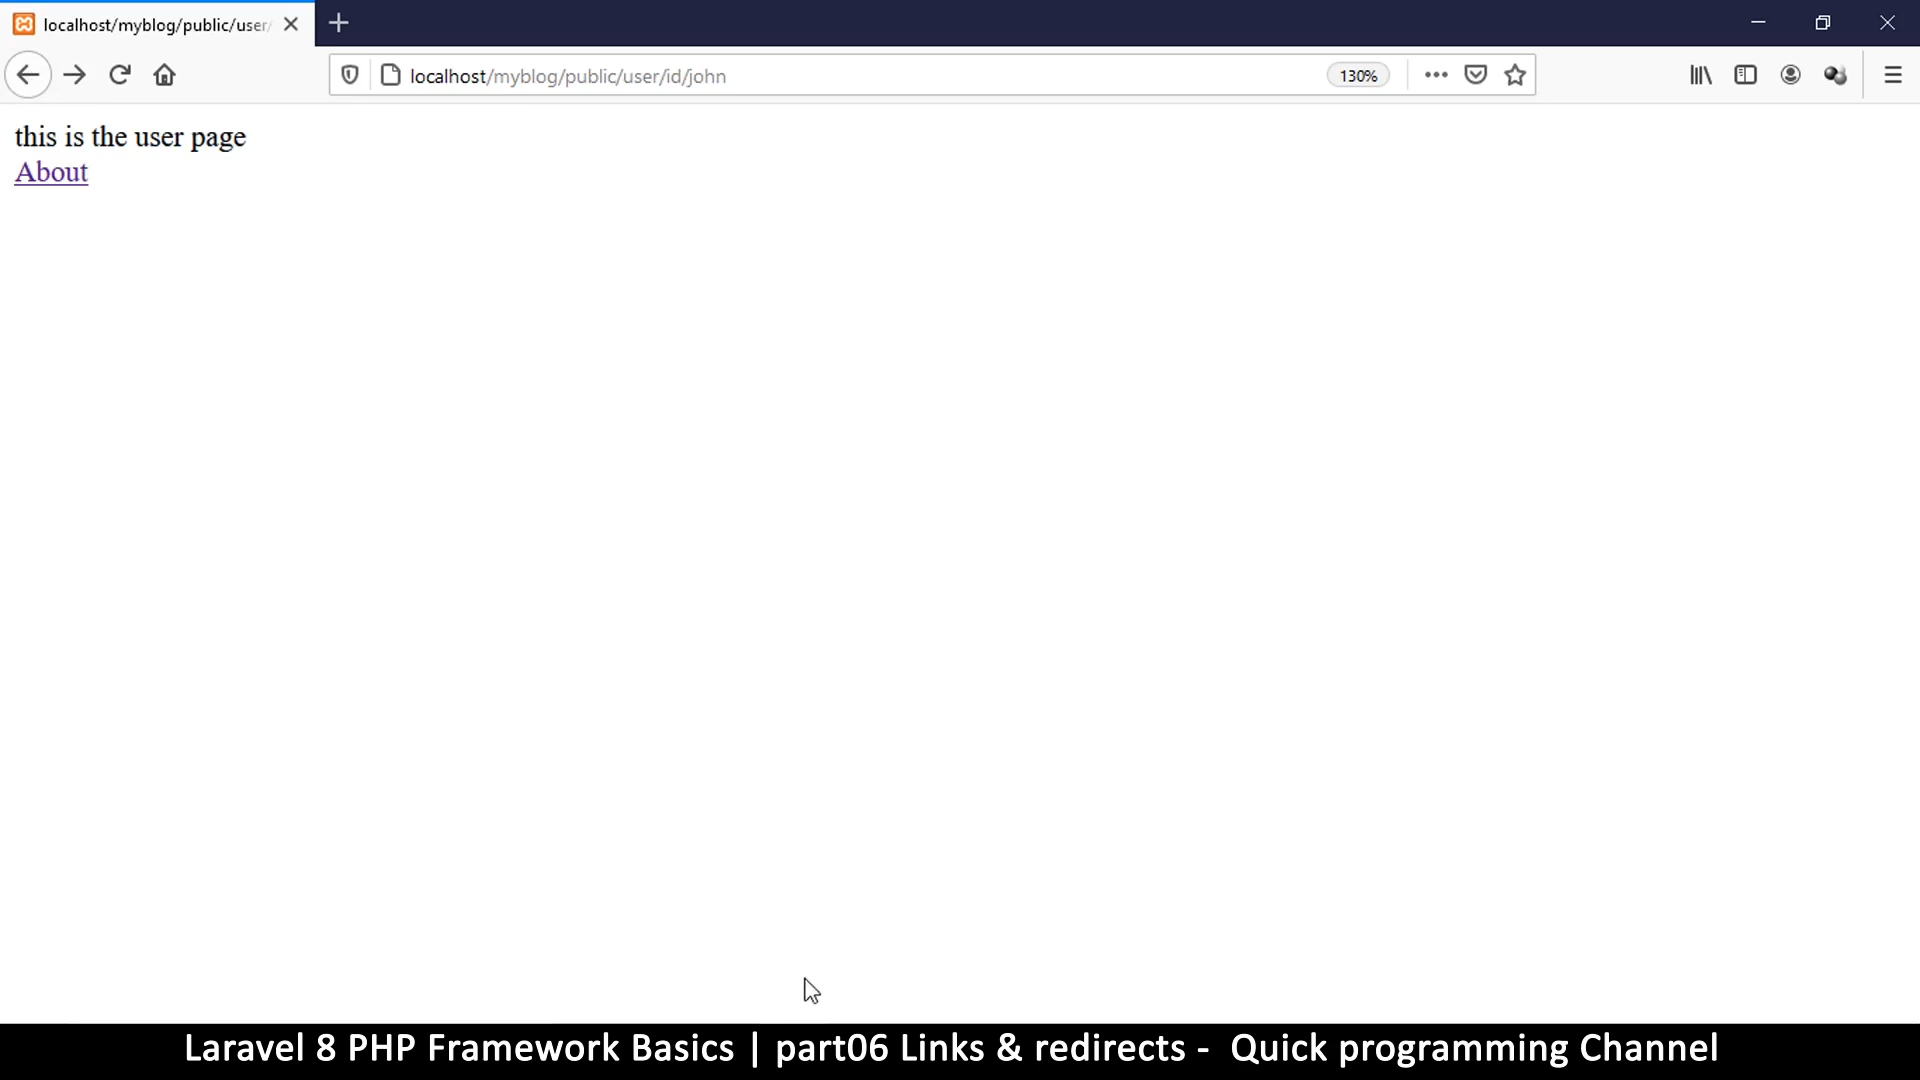 localhost/myblog/public/user/
localhost/myblog/public/user/id/john
130%
this is the user page
About
Laravel 8 PHP Framework Basics | part06 Links & redirects - Quick programming Channel